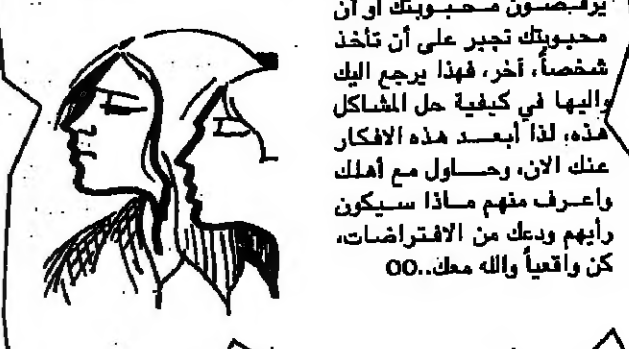 يرفضون محبوبتك او ان
محبوبتك تجبر على أن تأخذ
شخصاً، آخر، فهذا يرجع اليك
واليها في كيفية حل المشاكل
هذه، لذا أبعد هذه الافكار
عنك الان، وحاول مع أهلك
واعرف منهم ماذا سيكون
رأيهم ودعك من الافتراضات،
كن واقعياً والله معك..OO